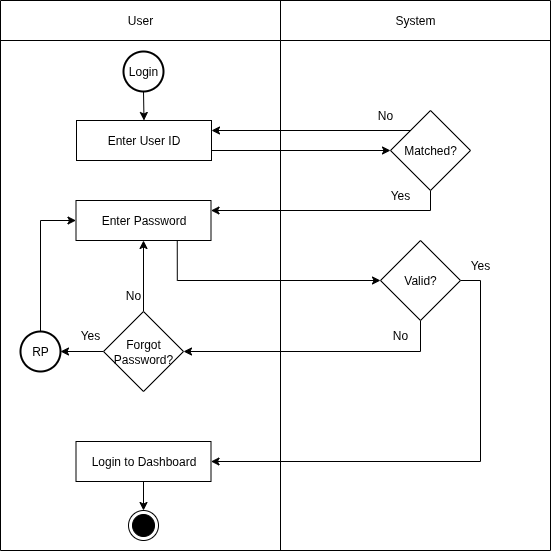 User
System
Login
No
Enter User ID
Matched?
Yes
Enter Password
Yes
Valid?
No
Yes
No
Forgot
Password?
RP
Login to Dashboard